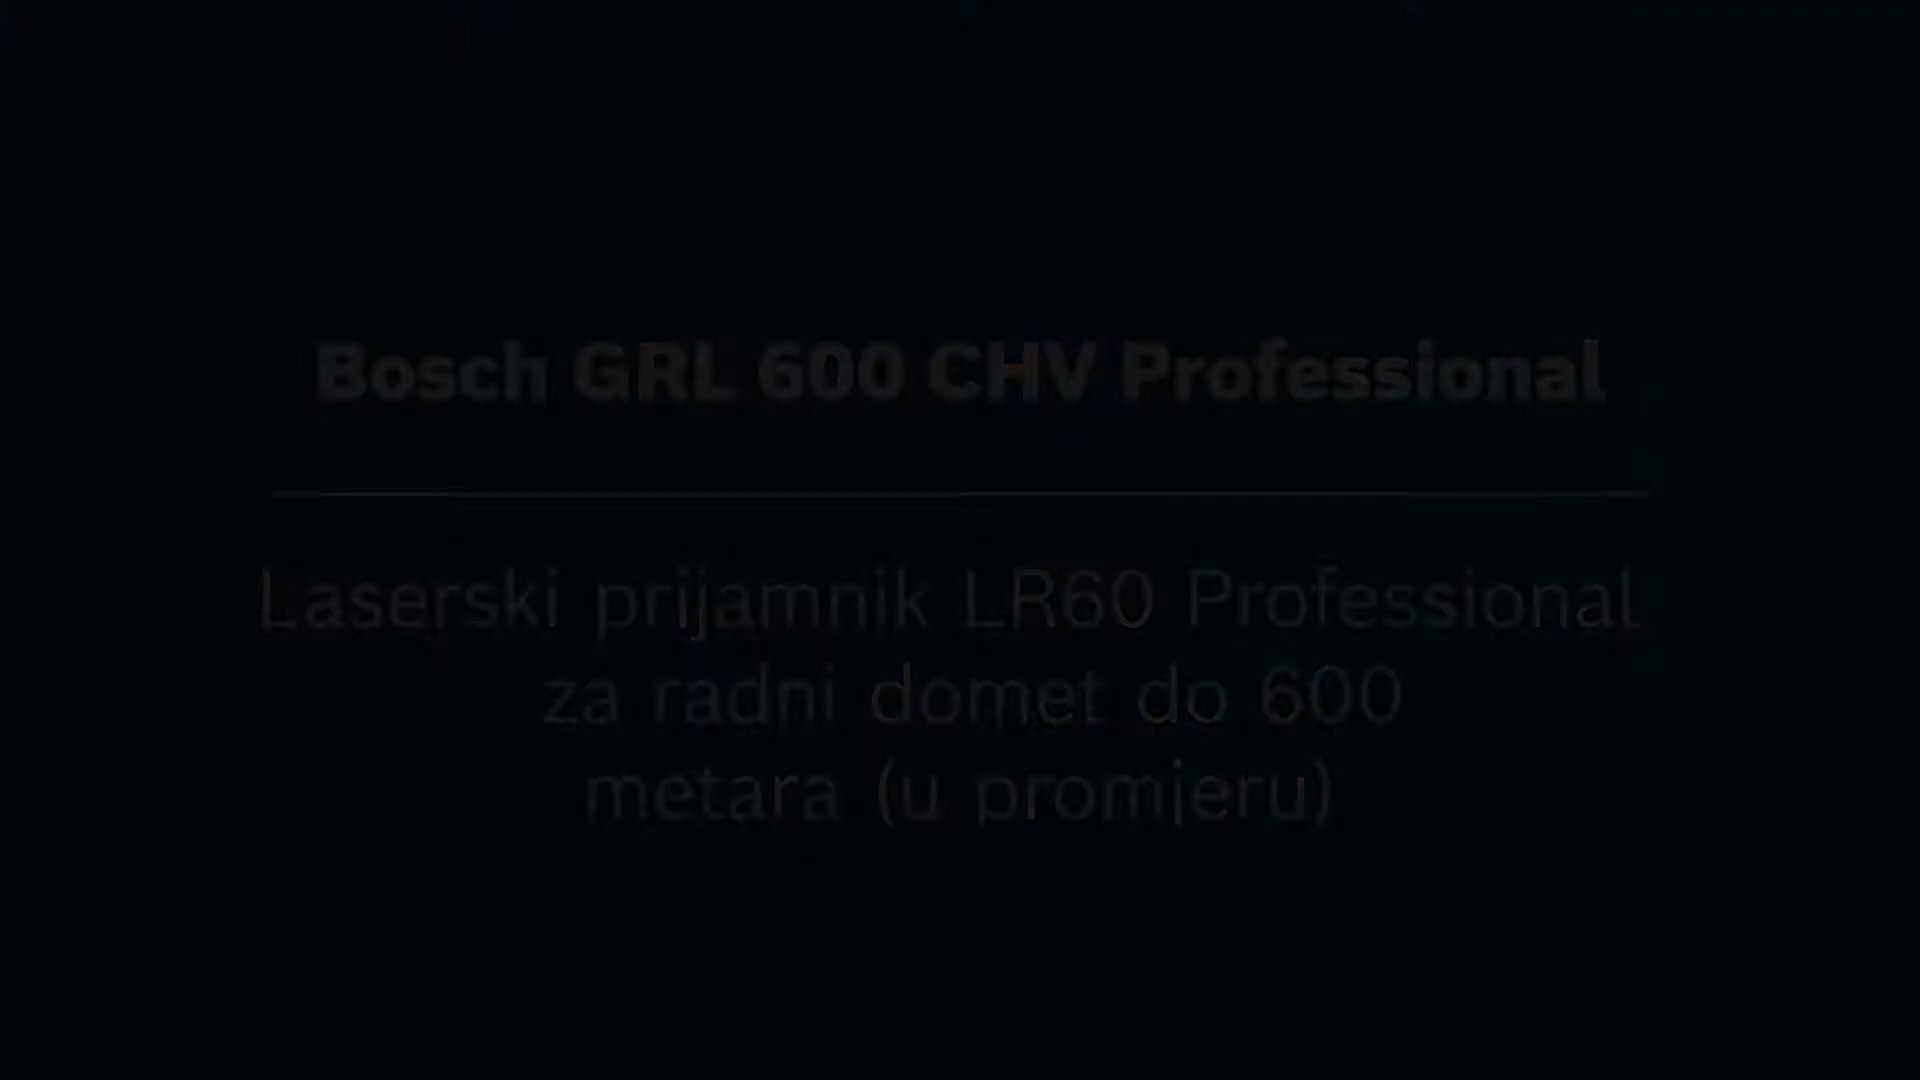 Bosch GRL 600 CHV Professional
Laserski prijamnik LR60 Professional
za radni domet do 600
metara (u promjeru)